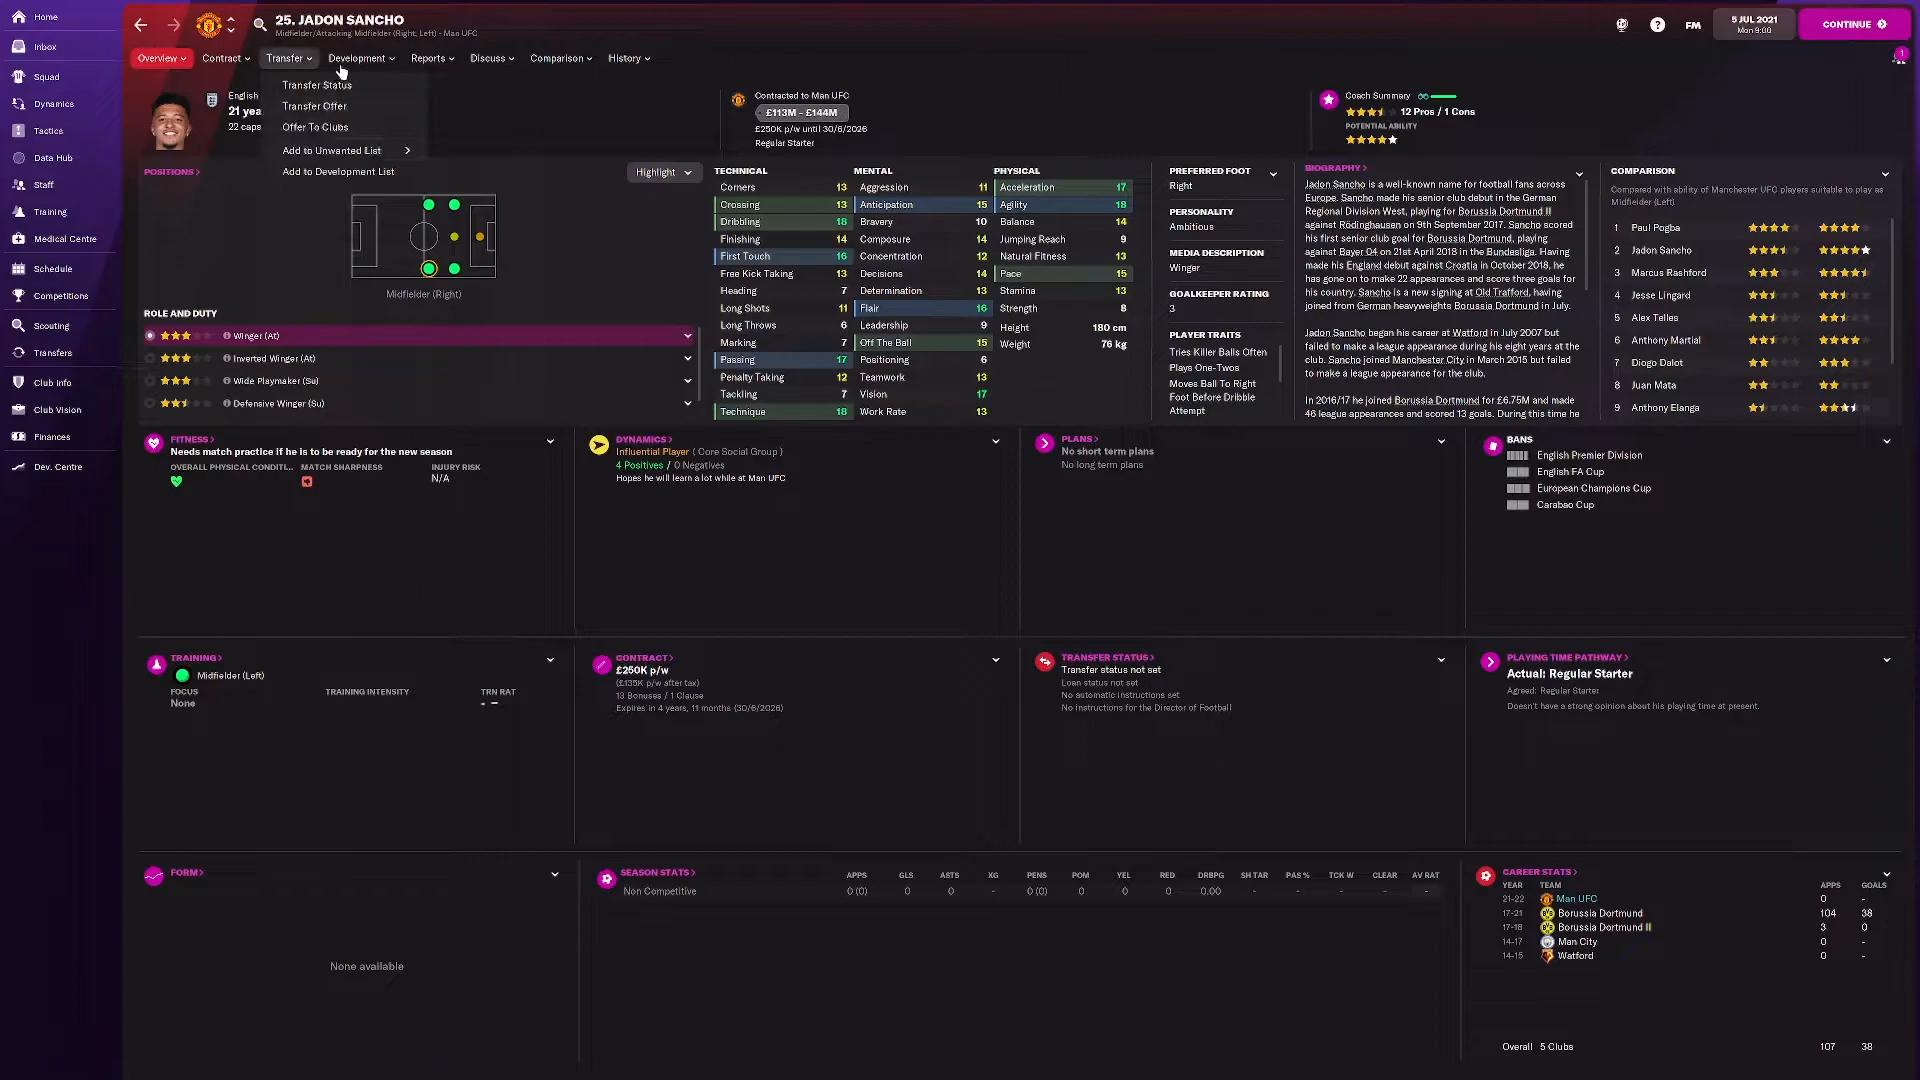 Home
Inbox
Squad
Dynamics
Tactics
Data Hub
Staff
Training
Medical Centre
Schedule
Competitions
Scouting
Transfers
Club Info
Club Vision
Finances
Dev. Centre
25. JADON SANCHO
Midfielder/Attacking Midfielder (Right, Left) - Man UFC
FM
5 JUL 2021
Mon 9:00
CONTINUE
1
Overview
Contract
Transfer
Development
Reports
Discuss
Comparison
History
Transfer Status
Transfer Offer
Offer To Clubs
Add to Unwanted List
Add to Development List
English
21 yea
22 caps
Contracted to Man UFC
£113M - £144M
£250K p/w until 30/6/2026
Regular Starter
Coach Summary
12 Pros / 1 Cons
POTENTIAL ABILITY
POSITIONS
Highlight
Midfielder (Right)
ROLE AND DUTY
Winger (At)
Inverted Winger (At)
Wide Playmaker (Su)
Defensive Winger (Su)
TECHNICAL
Corners 13
Crossing 13
Dribbling 18
Finishing 14
First Touch 16
Free Kick Taking 13
Heading 7
Long Shots 11
Long Throws 6
Marking 7
Passing 17
Penalty Taking 12
Tackling 7
Technique 18
MENTAL
Aggression 11
Anticipation 15
Bravery 10
Composure 14
Concentration 12
Decisions 14
Determination 13
Flair 16
Leadership 9
Off The Ball 15
Positioning 6
Teamwork 13
Vision 17
Work Rate 13
PHYSICAL
Acceleration 17
Agility 18
Balance 14
Jumping Reach 9
Natural Fitness 13
Pace 15
Stamina 13
Strength 8
Height 180 cm
Weight 76 kg
PREFERRED FOOT
Right
PERSONALITY
Ambitious
MEDIA DESCRIPTION
Winger
GOALKEEPER RATING
3
PLAYER TRAITS
Tries Killer Balls Often
Plays One-Twos
Moves Ball To Right
Foot Before Dribble
Attempt
BIOGRAPHY
Jadon Sancho is a well-known name for football fans across
Europe. Sancho made his senior club debut in the German
Regional Division West, playing for Borussia Dortmund II
against Rödinghausen on 9th September 2017. Sancho scored
his first senior club goal for Borussia Dortmund, playing
against Bayer 04 on 21st April 2018 in the Bundesliga. Having
made his England debut against Croatia in October 2018, he
has gone on to make 22 appearances and score three goals for
his country. Sancho is a new signing at Old Trafford, having
joined from German heavyweights Borussia Dortmund in July.
Jadon Sancho began his career at Watford in July 2007 but
failed to make a league appearance during his eight years at the
club. Sancho joined Manchester City in March 2015 but failed
to make a league appearance for the club.
In 2016/17 he joined Borussia Dortmund for £6.75M and made
46 league appearances and scored 13 goals. During this time he
COMPARISON
Compared with ability of Manchester UFC players suitable to play as
Midfielder (Left)
1 Paul Pogba
2 Jadon Sancho
3 Marcus Rashford
4 Jesse Lingard
5 Alex Telles
6 Anthony Martial
7 Diogo Dalot
8 Juan Mata
9 Anthony Elanga
FITNESS
Needs match practice if he is to be ready for the new season
OVERALL PHYSICAL CONDITI... MATCH SHARPNESS INJURY RISK
N/A
DYNAMICS
Influential Player ( Core Social Group )
4 Positives / 0 Negatives
Hopes he will learn a lot while at Man UFC
PLANS
No short term plans
No long term plans
BANS
English Premier Division
English FA Cup
European Champions Cup
Carabao Cup
TRAINING
Midfielder (Left)
FOCUS TRAINING INTENSITY TRN RAT
None - -
CONTRACT
£250K p/w
(£135K p/w after tax)
13 Bonuses / 1 Clause
Expires in 4 years, 11 months (30/6/2026)
TRANSFER STATUS
Transfer status not set
Loan status not set
No automatic instructions set
No instructions for the Director of Football
PLAYING TIME PATHWAY
Actual: Regular Starter
Agreed: Regular Starter
Doesn't have a strong opinion about his playing time at present.
FORM
None available
SEASON STATS APPS GLS ASTS XG PENS POM YEL RED DRBPG SH TAR PAS % TCK W CLEAR AV RAT
Non Competitive 0 (0) 0 0 - 0 (0) 0 0 0 0.00 - - - - -
CAREER STATS
YEAR TEAM APPS GOALS
21-22 Man UFC 0 -
17-21 Borussia Dortmund 104 38
17-18 Borussia Dortmund II 3 0
14-17 Man City 0 -
14-15 Watford 0 -
Overall 5 Clubs 107 38